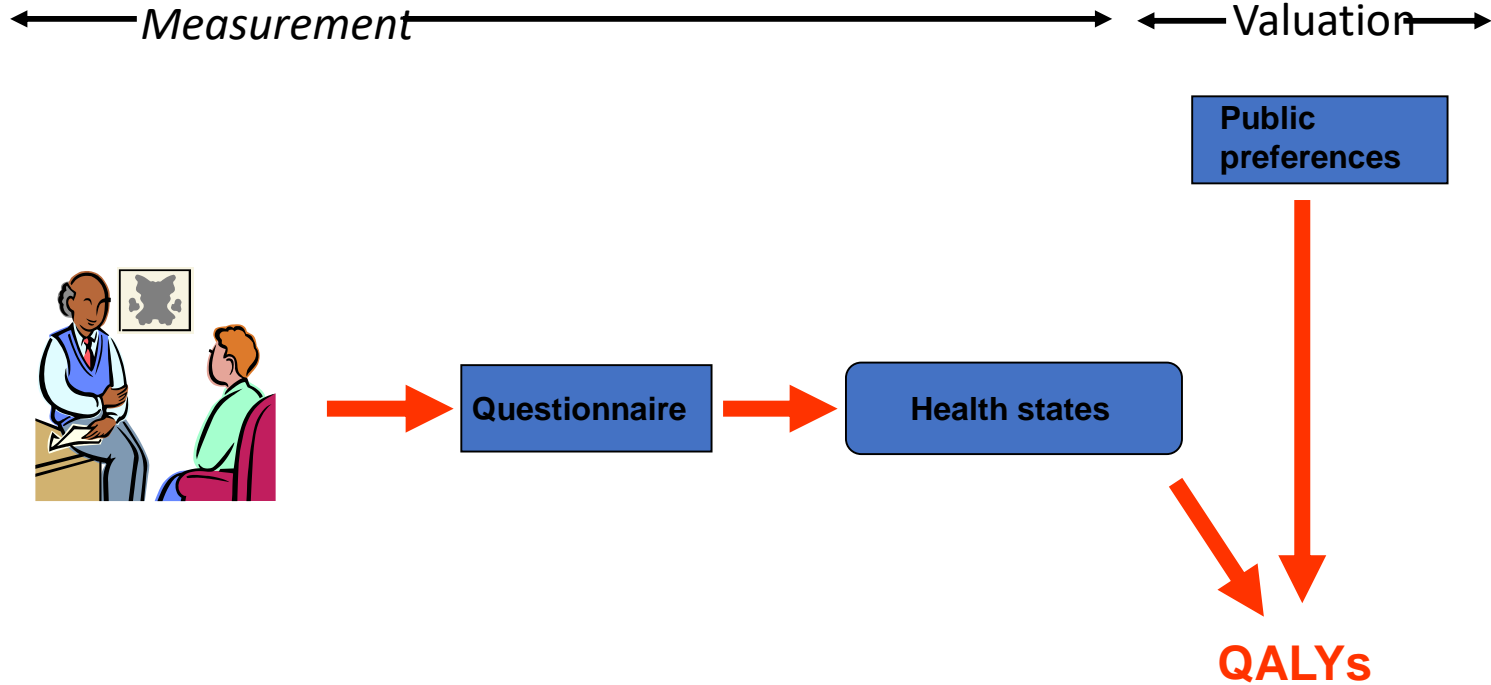 Measurement
Valuation
Public
preferences
Questionnaire
Health states
QALYs